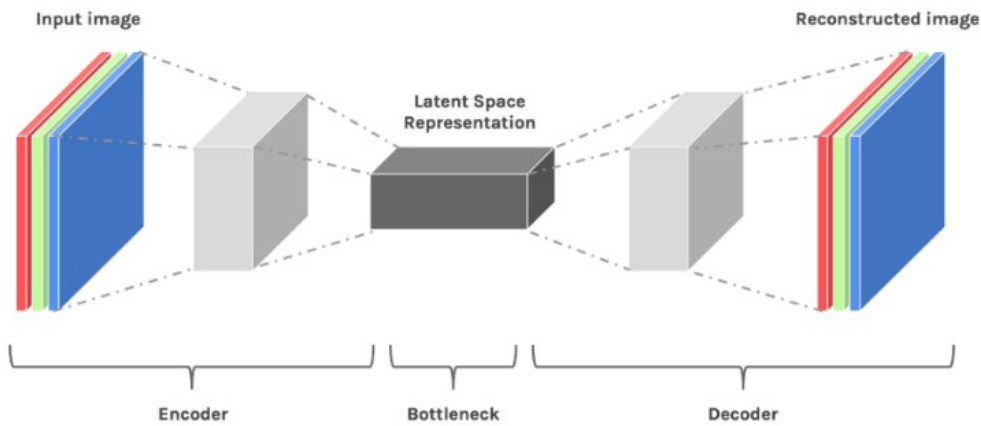 Input image
Reconstructed image
Latent Space
Representation
Encoder
Bottleneck
Decoder